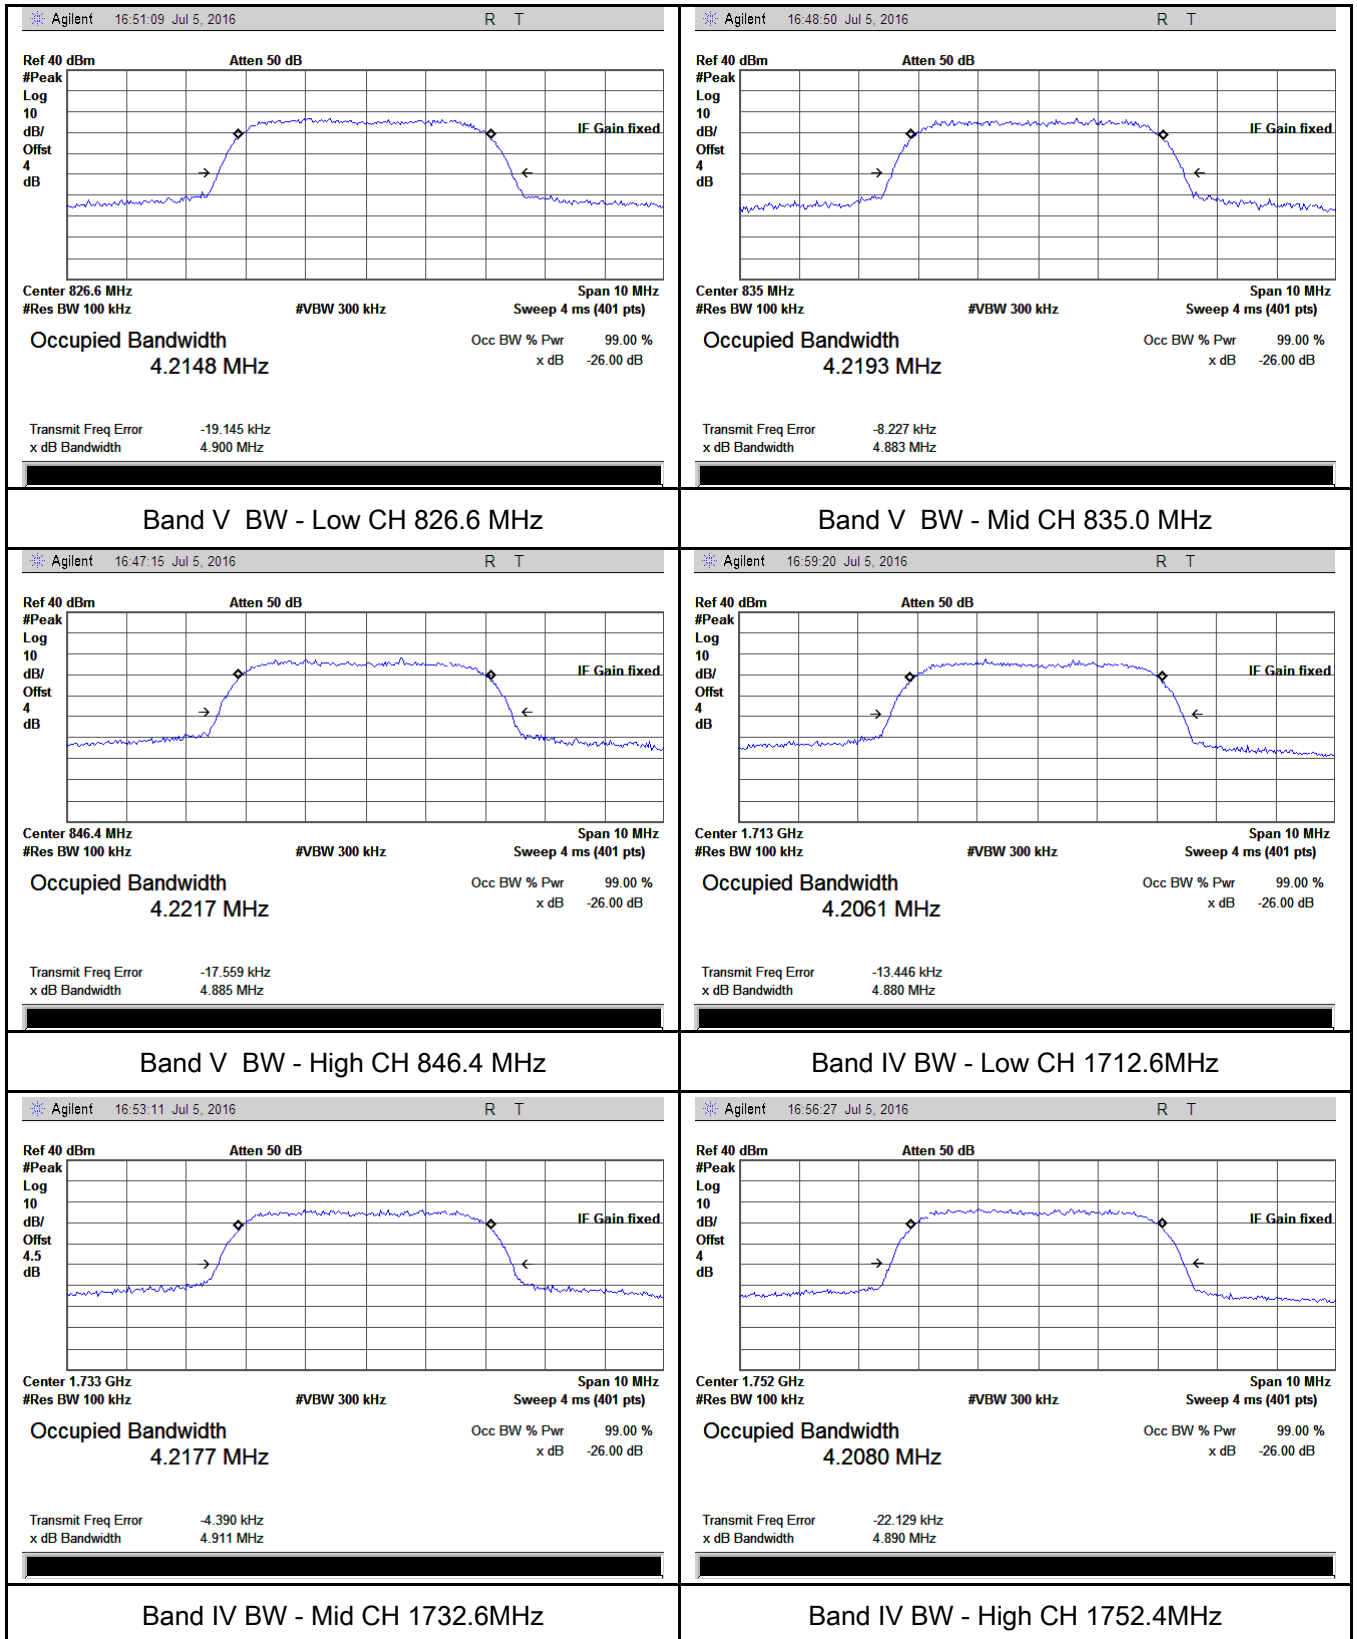 Agilent 16:51:09 Jul 5, 2016 R T
Ref 40 dBm Atten 50 dB
#Peak
Log
10
dB/
Offst
4
dB
IF Gain fixed
Center 826.6 MHz Span 10 MHz
#Res BW 100 kHz #VBW 300 kHz Sweep 4 ms (401 pts)
Occupied Bandwidth Occ BW % Pwr 99.00 %
4.2148 MHz x dB -26.00 dB
Transmit Freq Error -19.145 kHz
x dB Bandwidth 4.900 MHz
Band V BW - Low CH 826.6 MHz
Agilent 16:48:50 Jul 5, 2016 R T
Ref 40 dBm Atten 50 dB
#Peak
Log
10
dB/
Offst
4
dB
IF Gain fixed
Center 835 MHz Span 10 MHz
#Res BW 100 kHz #VBW 300 kHz Sweep 4 ms (401 pts)
Occupied Bandwidth Occ BW % Pwr 99.00 %
4.2193 MHz x dB -26.00 dB
Transmit Freq Error -8.227 kHz
x dB Bandwidth 4.883 MHz
Band V BW - Mid CH 835.0 MHz
Agilent 16:47:15 Jul 5, 2016 R T
Ref 40 dBm Atten 50 dB
#Peak
Log
10
dB/
Offst
4
dB
IF Gain fixed
Center 846.4 MHz Span 10 MHz
#Res BW 100 kHz #VBW 300 kHz Sweep 4 ms (401 pts)
Occupied Bandwidth Occ BW % Pwr 99.00 %
4.2217 MHz x dB -26.00 dB
Transmit Freq Error -17.559 kHz
x dB Bandwidth 4.885 MHz
Band V BW - High CH 846.4 MHz
Agilent 16:59:20 Jul 5, 2016 R T
Ref 40 dBm Atten 50 dB
#Peak
Log
10
dB/
Offst
4
dB
IF Gain fixed
Center 1.713 GHz Span 10 MHz
#Res BW 100 kHz #VBW 300 kHz Sweep 4 ms (401 pts)
Occupied Bandwidth Occ BW % Pwr 99.00 %
4.2061 MHz x dB -26.00 dB
Transmit Freq Error -13.446 kHz
x dB Bandwidth 4.880 MHz
Band IV BW - Low CH 1712.6MHz
Agilent 16:53:11 Jul 5, 2016 R T
Ref 40 dBm Atten 50 dB
#Peak
Log
10
dB/
Offst
4.5
dB
IF Gain fixed
Center 1.733 GHz Span 10 MHz
#Res BW 100 kHz #VBW 300 kHz Sweep 4 ms (401 pts)
Occupied Bandwidth Occ BW % Pwr 99.00 %
4.2177 MHz x dB -26.00 dB
Transmit Freq Error -4.390 kHz
x dB Bandwidth 4.911 MHz
Band IV BW - Mid CH 1732.6MHz
Agilent 16:56:27 Jul 5, 2016 R T
Ref 40 dBm Atten 50 dB
#Peak
Log
10
dB/
Offst
4
dB
IF Gain fixed
Center 1.752 GHz Span 10 MHz
#Res BW 100 kHz #VBW 300 kHz Sweep 4 ms (401 pts)
Occupied Bandwidth Occ BW % Pwr 99.00 %
4.2080 MHz x dB -26.00 dB
Transmit Freq Error -22.129 kHz
x dB Bandwidth 4.890 MHz
Band IV BW - High CH 1752.4MHz